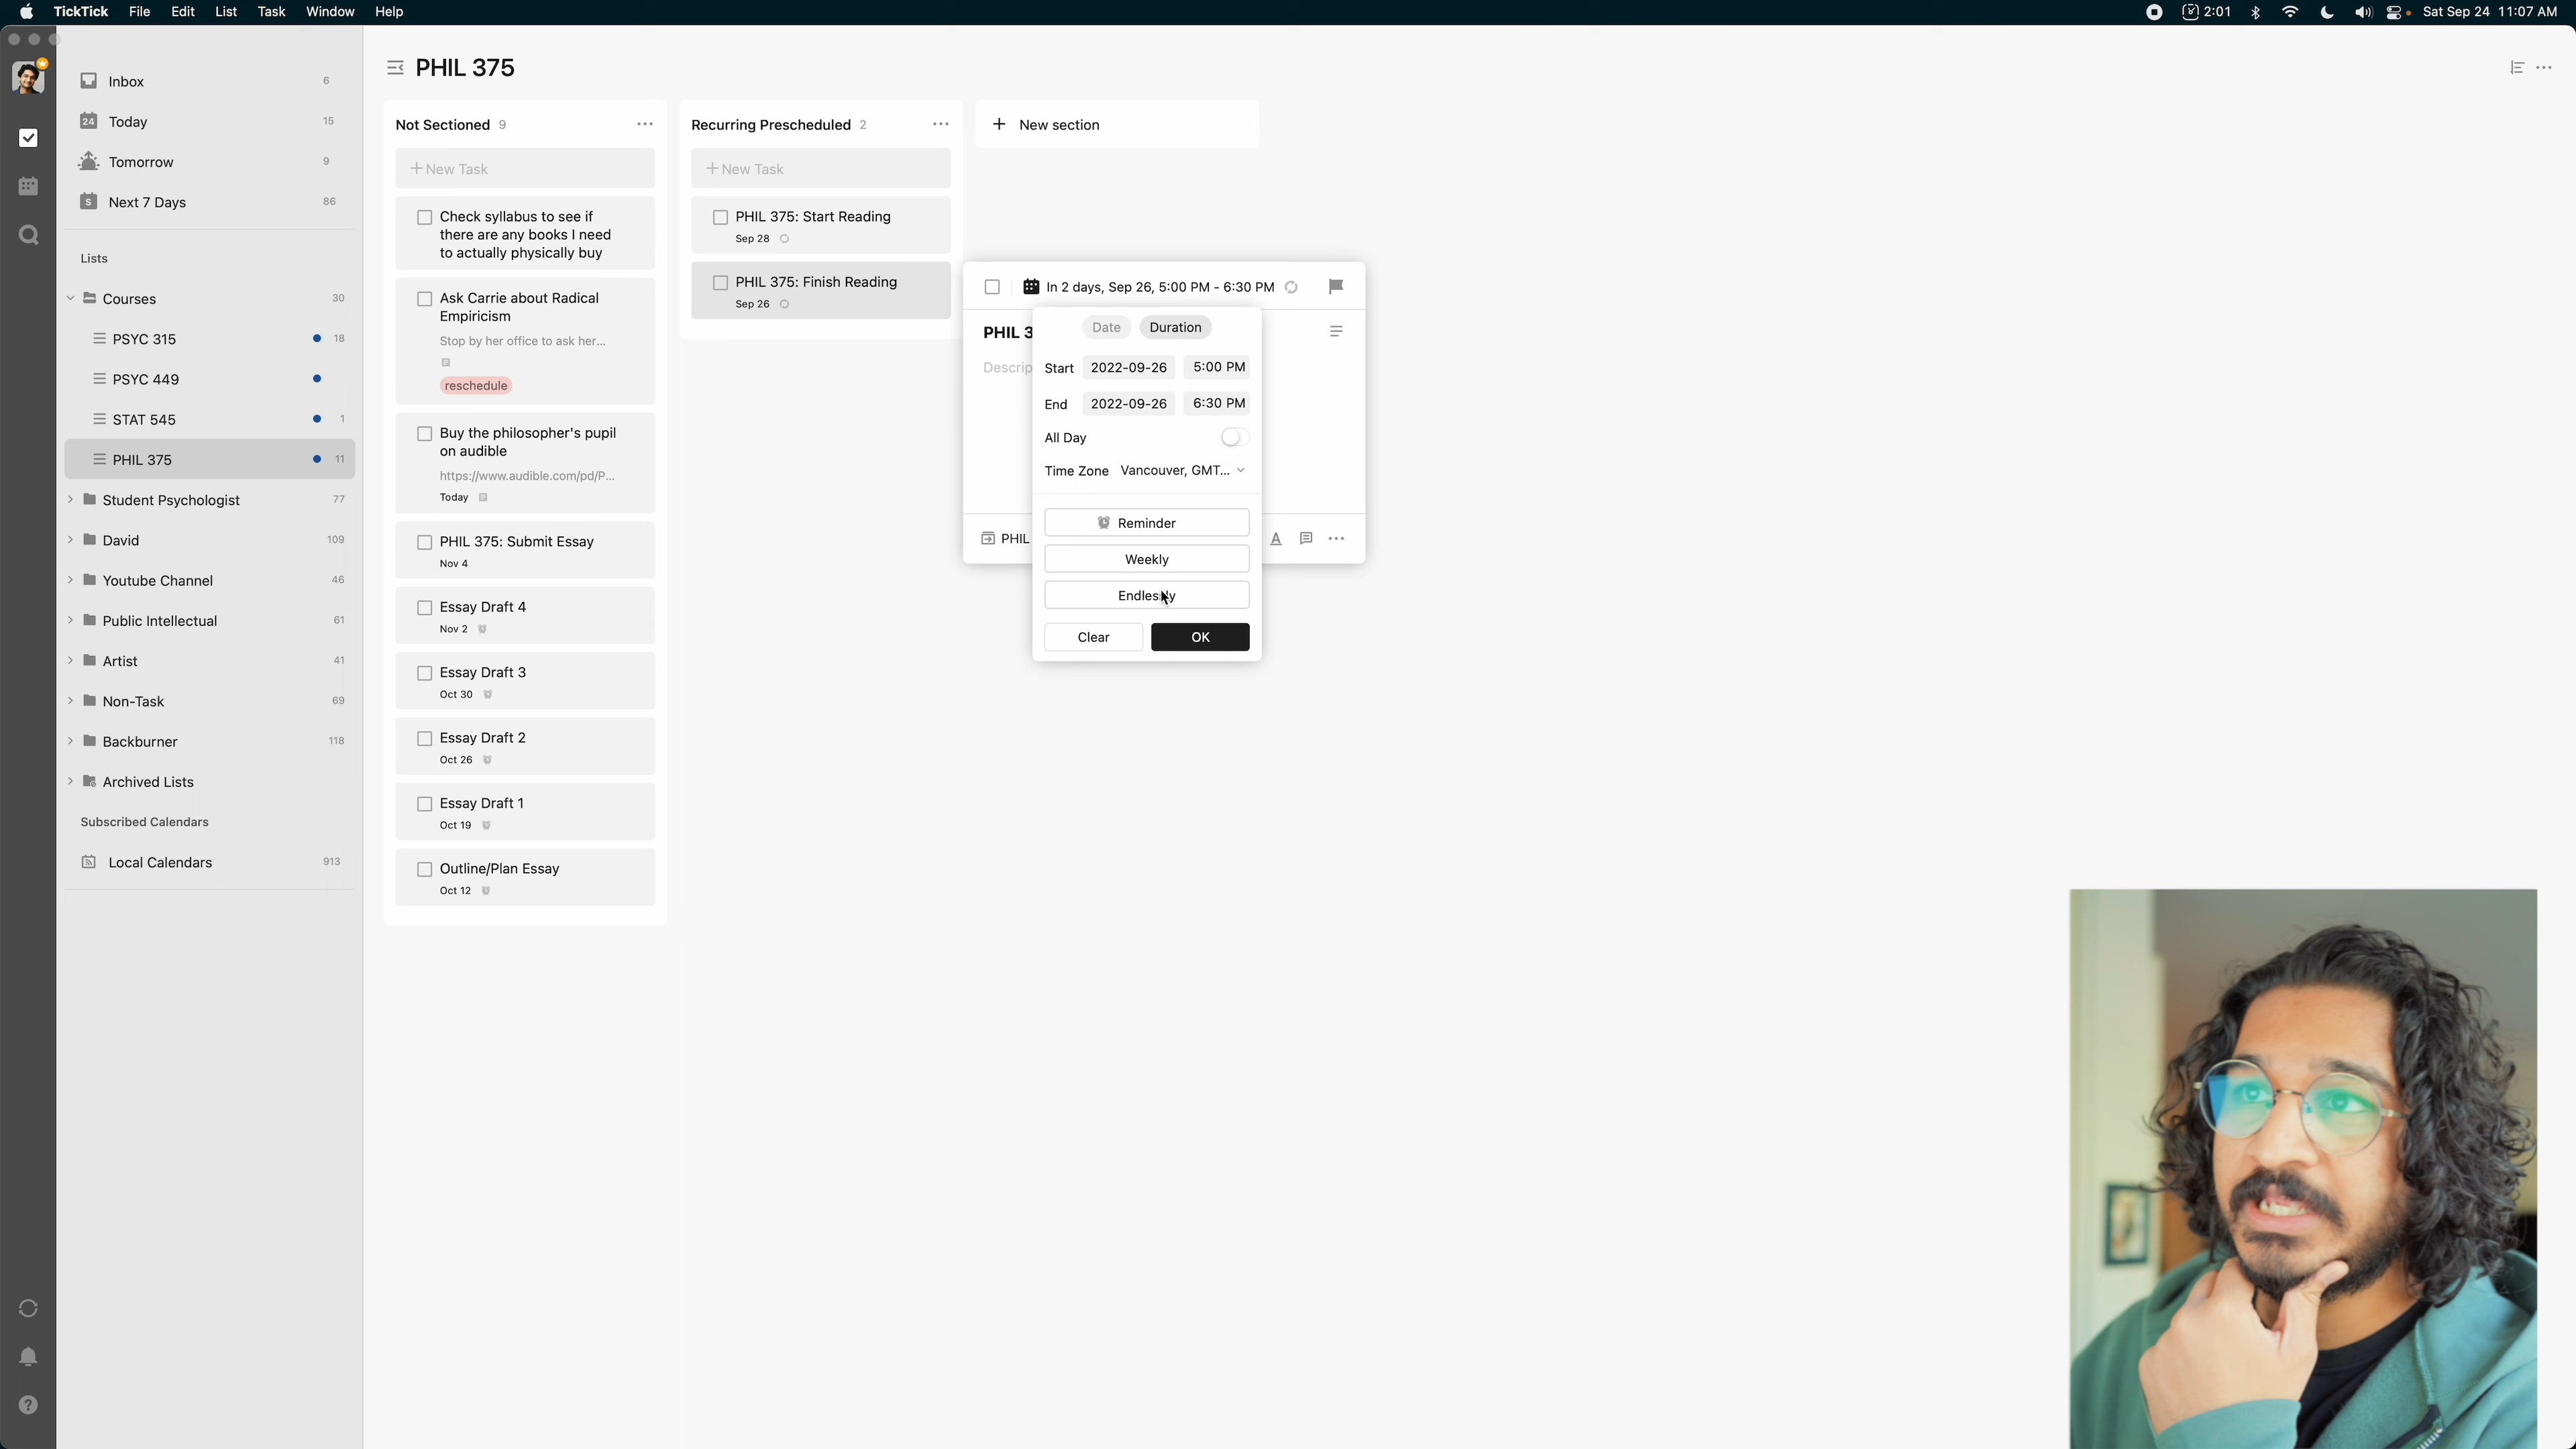 TickTick File Edit List Task Window Help
2:01 Sat Sep 24 11:07 AM
Inbox 6
24 Today 15
Tomorrow 9
S Next 7 Days 86
Lists
Courses 30
PSYC 315 18
PSYC 449
STAT 545 1
PHIL 375 11
Student Psychologist 77
David 109
Youtube Channel 46
Public Intellectual 61
Artist 41
Non-Task 69
Backburner 118
Archived Lists
Subscribed Calendars
Local Calendars 913
PHIL 375
Not Sectioned 9
+ New Task
Check syllabus to see if
there are any books I need
to actually physically buy
Ask Carrie about Radical
Empiricism
Stop by her office to ask her...
reschedule
Buy the philosopher's pupil
on audible
https://www.audible.com/pd/P...
Today
PHIL 375: Submit Essay
Nov 4
Essay Draft 4
Nov 2
Essay Draft 3
Oct 30
Essay Draft 2
Oct 26
Essay Draft 1
Oct 19
Outline/Plan Essay
Oct 12
Recurring Prescheduled 2
+ New Task
PHIL 375: Start Reading
Sep 28
PHIL 375: Finish Reading
Sep 26
+ New section
In 2 days, Sep 26, 5:00 PM - 6:30 PM
PHIL 3
Descrip
PHIL
A
Date Duration
Start 2022-09-26 5:00 PM
End 2022-09-26 6:30 PM
All Day
Time Zone Vancouver, GMT...
Reminder
Weekly
Endlessly
Clear OK